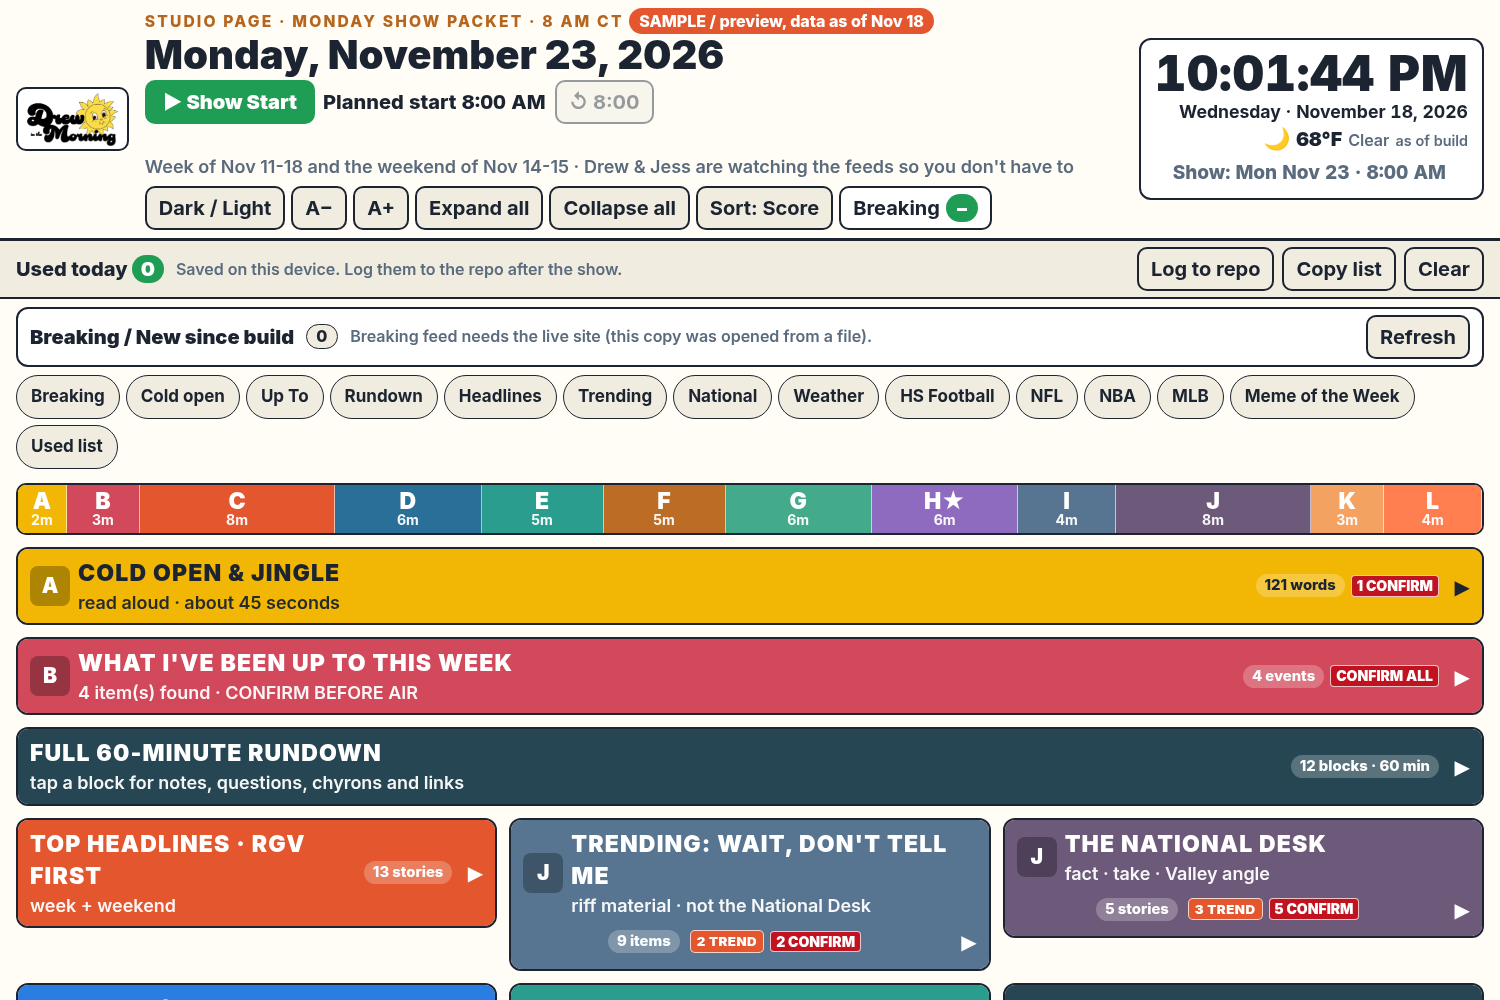 STUDIO PAGE · MONDAY SHOW PACKET · 8 AM CT SAMPLE / preview, data as of Nov 18
Monday, November 23, 2026
▶ Show Start Planned start 8:00 AM ↺ 8:00
Drew
in the
Morning
Week of Nov 11-18 and the weekend of Nov 14-15 · Drew & Jess are watching the feeds so you don't have to
Dark / Light A− A+ Expand all Collapse all Sort: Score Breaking –
10:01:44 PM
Wednesday · November 18, 2026
68°F Clear as of build
Show: Mon Nov 23 · 8:00 AM
Used today 0 Saved on this device. Log them to the repo after the show. Log to repo Copy list Clear
Breaking / New since build 0 Breaking feed needs the live site (this copy was opened from a file). Refresh
Breaking Cold open Up To Rundown Headlines Trending National Weather HS Football NFL NBA MLB Meme of the Week
Used list
A B C D E F G H★ I J K L
2m 3m 8m 6m 5m 5m 6m 6m 4m 8m 3m 4m
A COLD OPEN & JINGLE
read aloud · about 45 seconds
121 words 1 CONFIRM ▶
B WHAT I'VE BEEN UP TO THIS WEEK
4 item(s) found · CONFIRM BEFORE AIR
4 events CONFIRM ALL ▶
FULL 60-MINUTE RUNDOWN
tap a block for notes, questions, chyrons and links
12 blocks · 60 min ▶
TOP HEADLINES · RGV
FIRST
week + weekend
13 stories ▶
J TRENDING: WAIT, DON'T TELL
ME
riff material · not the National Desk
9 items 2 TREND 2 CONFIRM ▶
J THE NATIONAL DESK
fact · take · Valley angle
5 stories 3 TREND 5 CONFIRM ▶